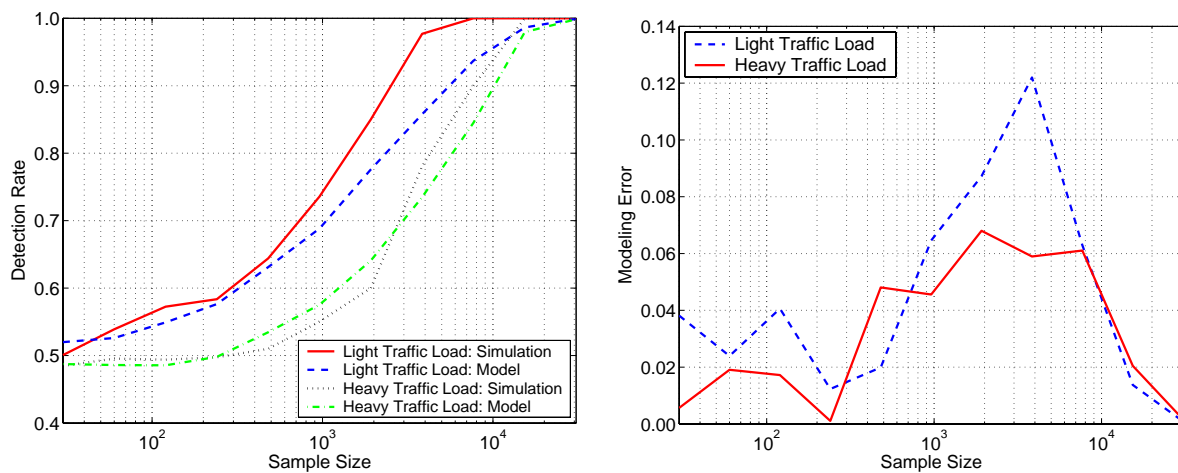 1.0
0.9
0.8
0.7
0.6
0.5
0.4
Detection Rate
Light Traffic Load: Simulation
Light Traffic Load: Model
Heavy Traffic Load: Simulation
Heavy Traffic Load: Model
10^2
10^3
10^4
Sample Size
0.14
0.12
0.10
0.08
0.06
0.04
0.02
0.00
Modeling Error
Light Traffic Load
Heavy Traffic Load
10^2
10^3
10^4
Sample Size